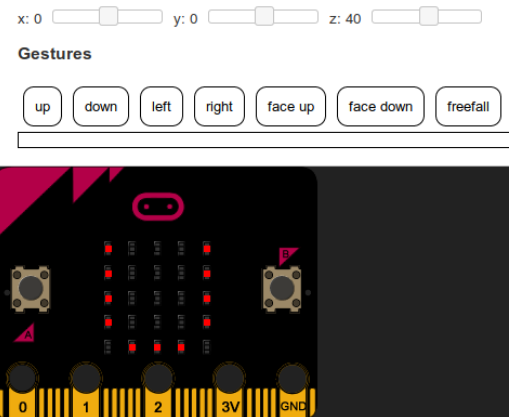 x: 0 y: 0 z: 40
Gestures
up down left right face up face down freefall
B
A
0 1 2 3V GND